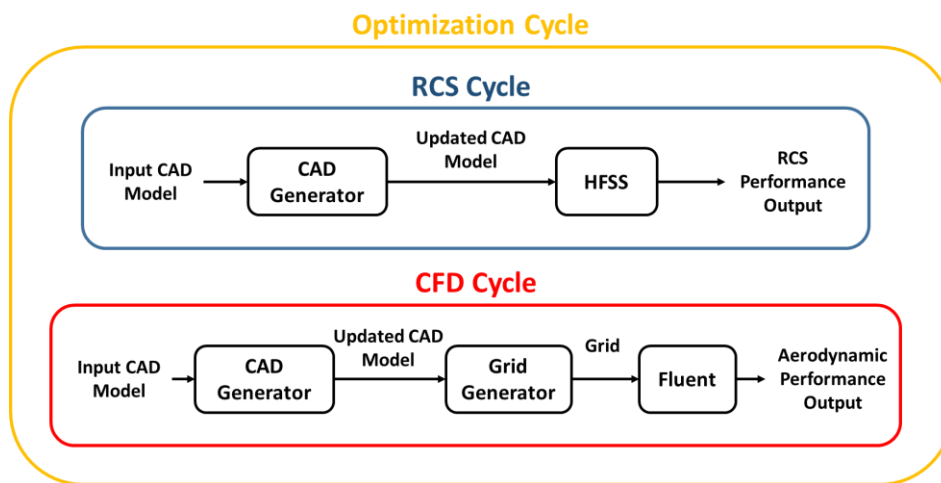 Optimization Cycle
RCS Cycle
Input CAD
Model
CAD
Generator
Updated CAD
Model
HFSS
RCS
Performance
Output
CFD Cycle
Input CAD
Model
CAD
Generator
Updated CAD
Model
Grid
Generator
Grid
Fluent
Aerodynamic
Performance
Output